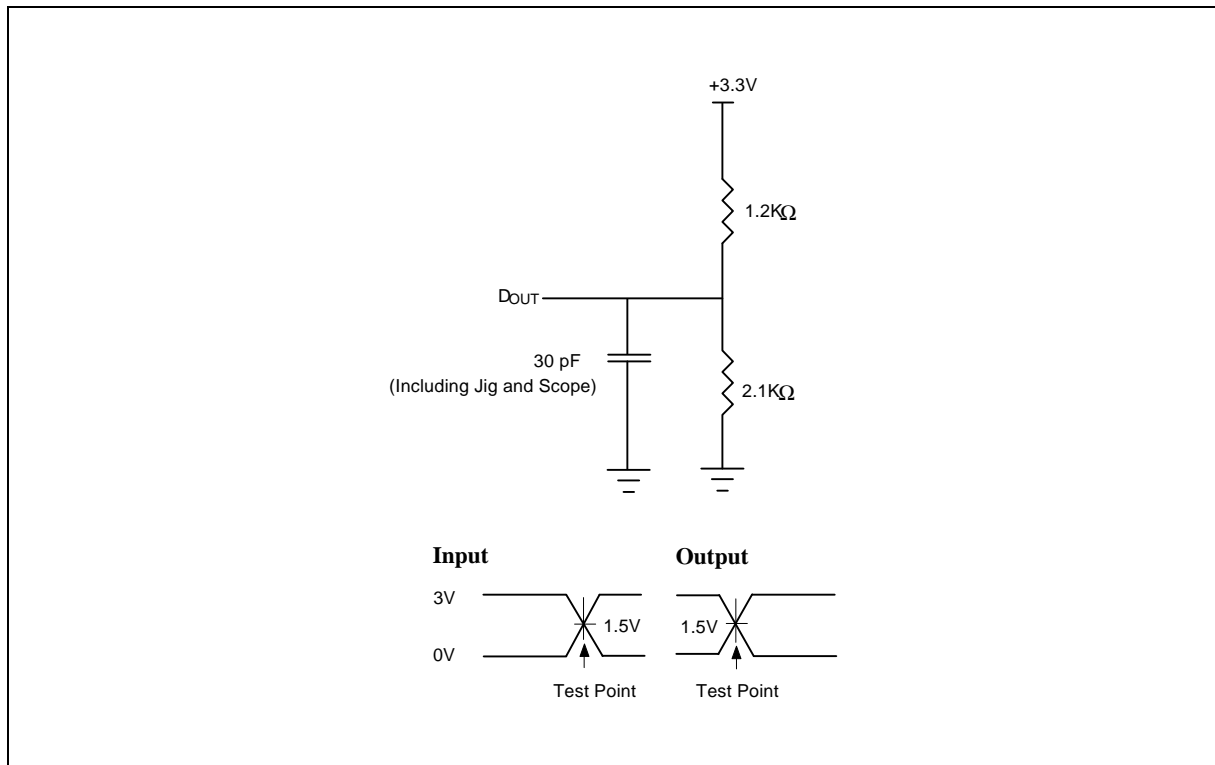 +3.3V
1.2KΩ
DOUT
30 pF
(Including Jig and Scope)
2.1KΩ
Input
Output
3V
1.5V
1.5V
0V
Test Point
Test Point